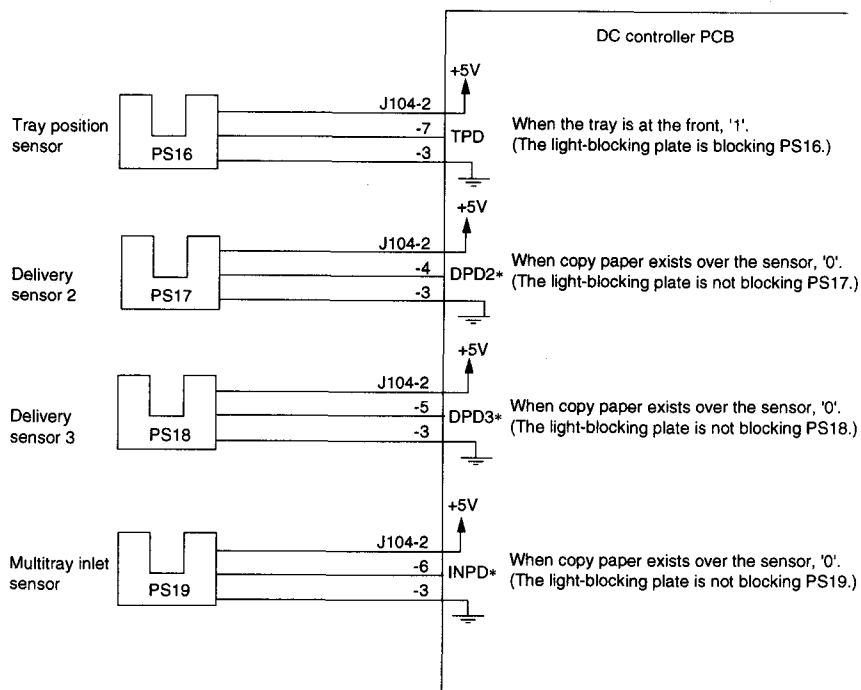 DC controller PCB
+5V
J104-2
Tray position
sensor
PS16
-7
TPD
-3
When the tray is at the front, '1'.
(The light-blocking plate is blocking PS16.)
+5V
J104-2
Delivery
sensor 2
PS17
-4
DPD2*
-3
When copy paper exists over the sensor, '0'.
(The light-blocking plate is not blocking PS17.)
+5V
J104-2
Delivery
sensor 3
PS18
-5
DPD3*
-3
When copy paper exists over the sensor, '0'.
(The light-blocking plate is not blocking PS18.)
+5V
J104-2
Multitray inlet
sensor
PS19
-6
INPD*
-3
When copy paper exists over the sensor, '0'.
(The light-blocking plate is not blocking PS19.)